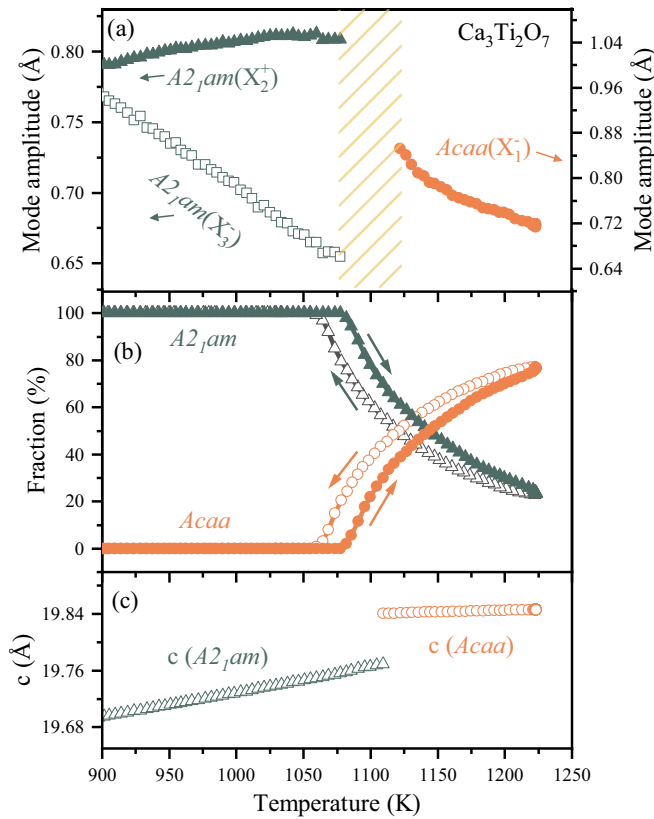 (a)
Ca₃Ti₂O₇
Mode amplitude (Å)
0.80
0.75
0.70
0.65
A2₁am(X₂⁺)
A2₁am(X₃⁻)
Acaa(X₁⁻)
1.04
0.96
0.88
0.80
0.72
0.64
Mode amplitude (Å)
(b)
Fraction (%)
100
80
60
40
20
0
A2₁am
Acaa
(c)
c (Å)
19.84
19.76
19.68
c (A2₁am)
c (Acaa)
900 950 1000 1050 1100 1150 1200 1250
Temperature (K)